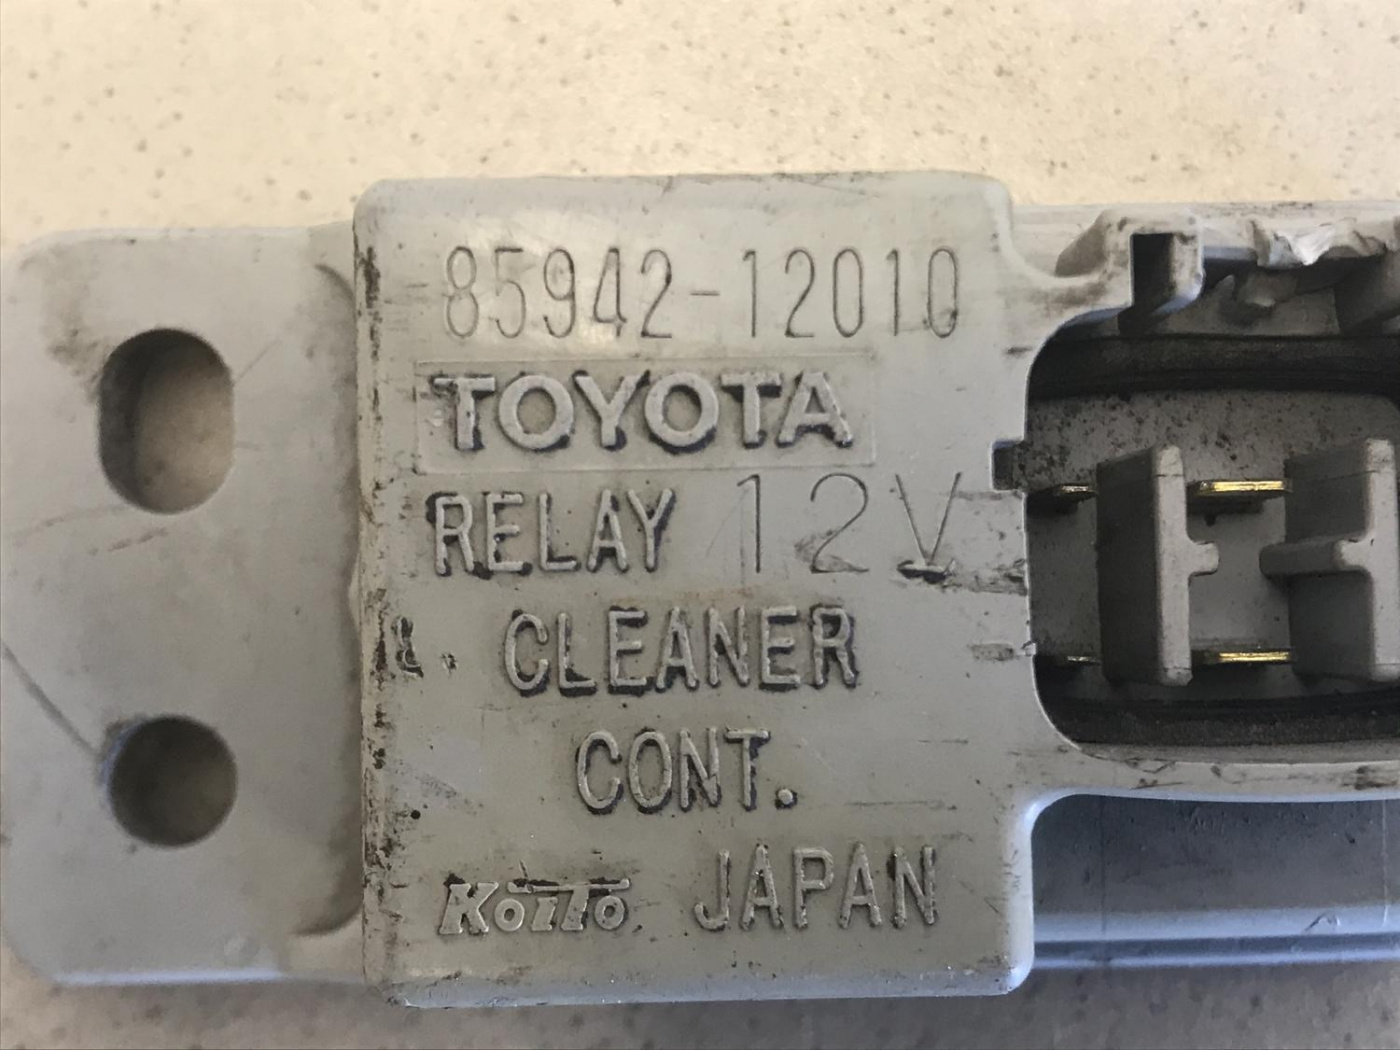 85942-12010
TOYOTA
RELAY 12V
CLEANER
CONT.
KOITO JAPAN